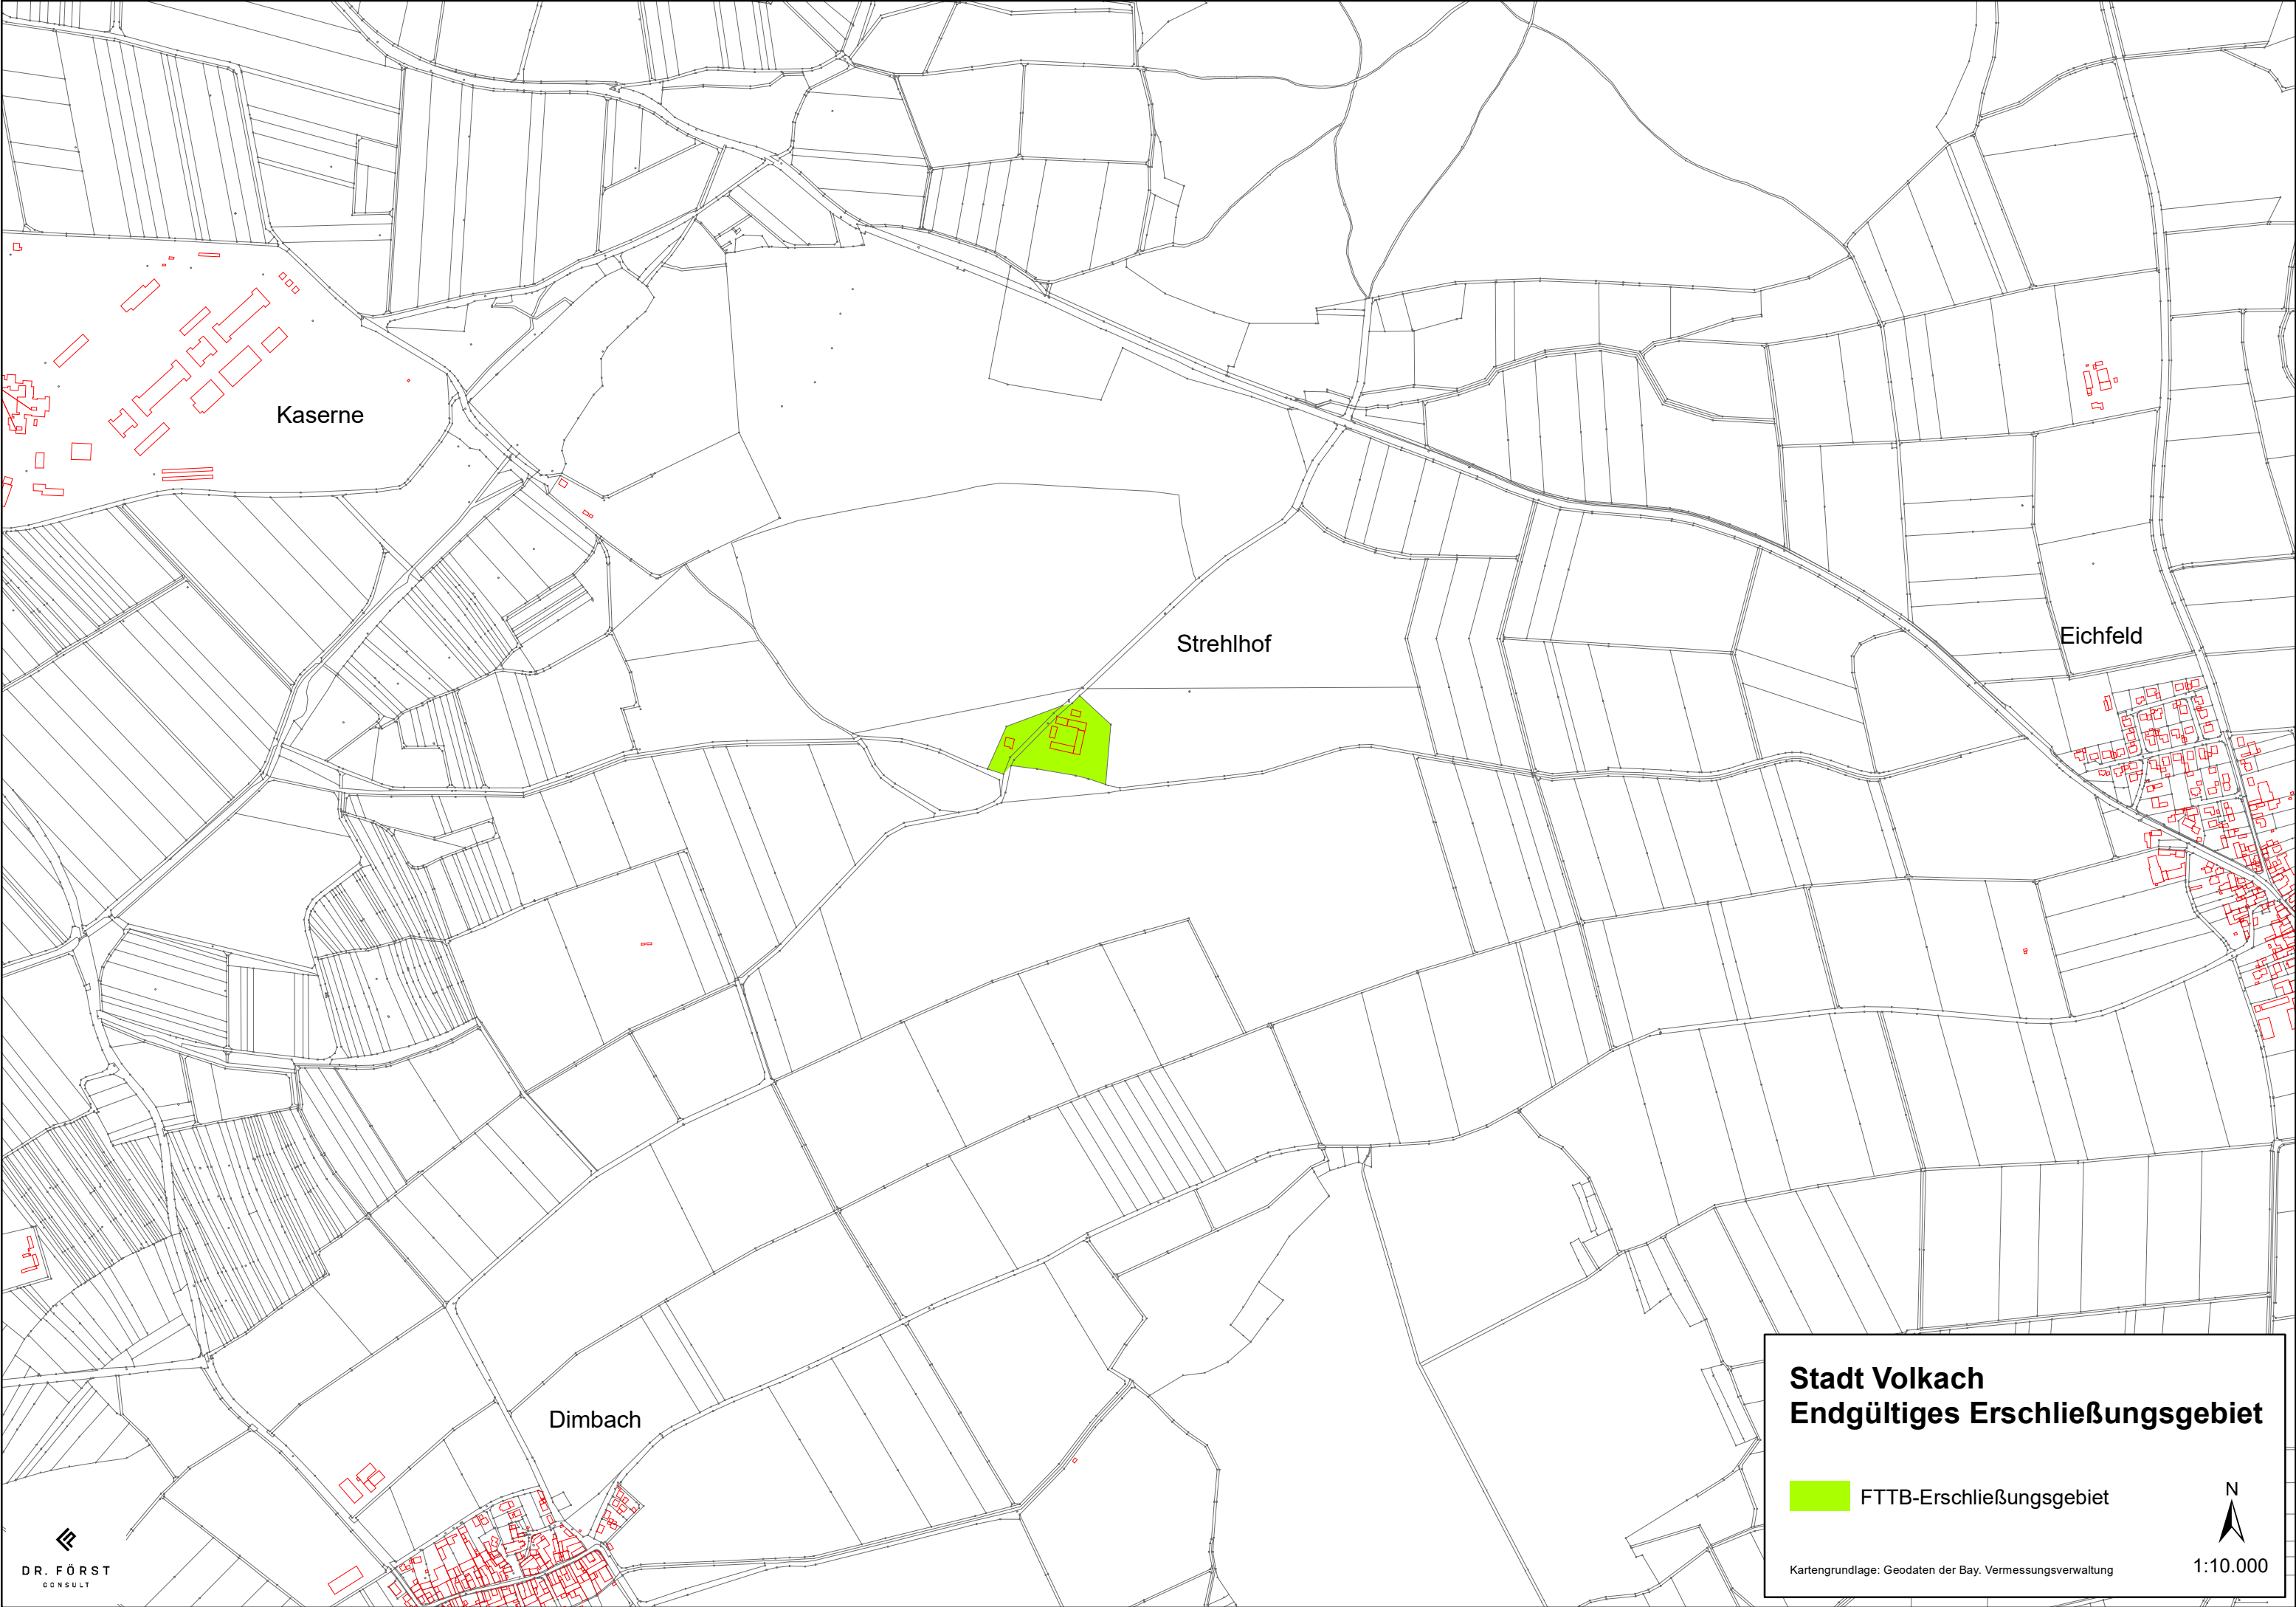 Kaserne
Strehlhof
Eichfeld
Dimbach
Stadt Volkach
Endgültiges Erschließungsgebiet
FTTB-Erschließungsgebiet
N
Kartengrundlage: Geodaten der Bay. Vermessungsverwaltung
1:10.000
DR. FÖRST
CONSULT